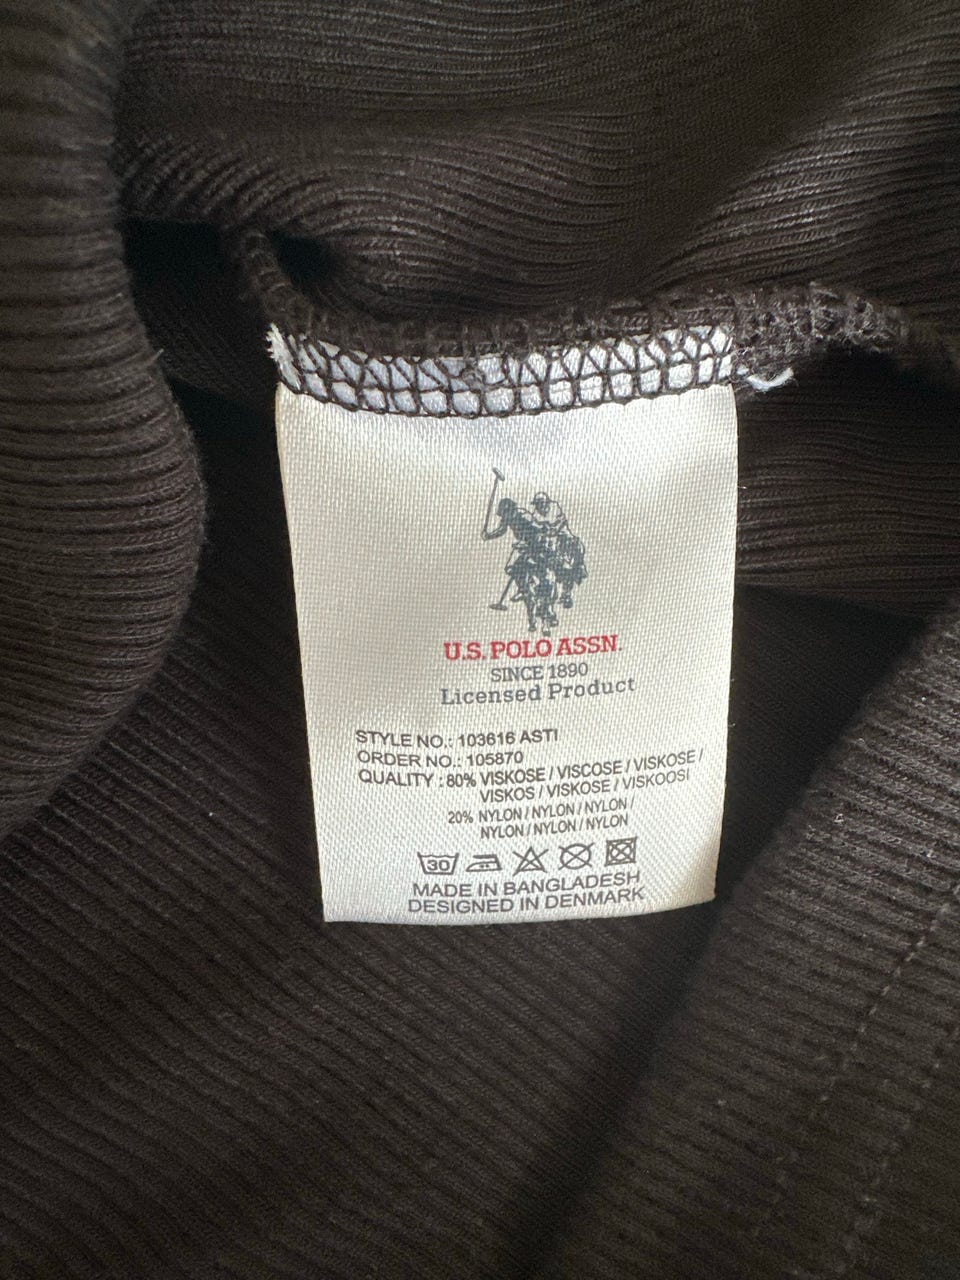 U.S. POLO ASSN.
SINCE 1890
Licensed Product
STYLE NO.: 103616 ASTI
ORDER NO.: 105870
QUALITY : 80% VISKOSE / VISCOSE / VISKOSE /
VISKOS / VISKOSE / VISKOOSI
20% NYLON / NYLON / NYLON /
NYLON / NYLON / NYLON
30
MADE IN BANGLADESH
DESIGNED IN DENMARK